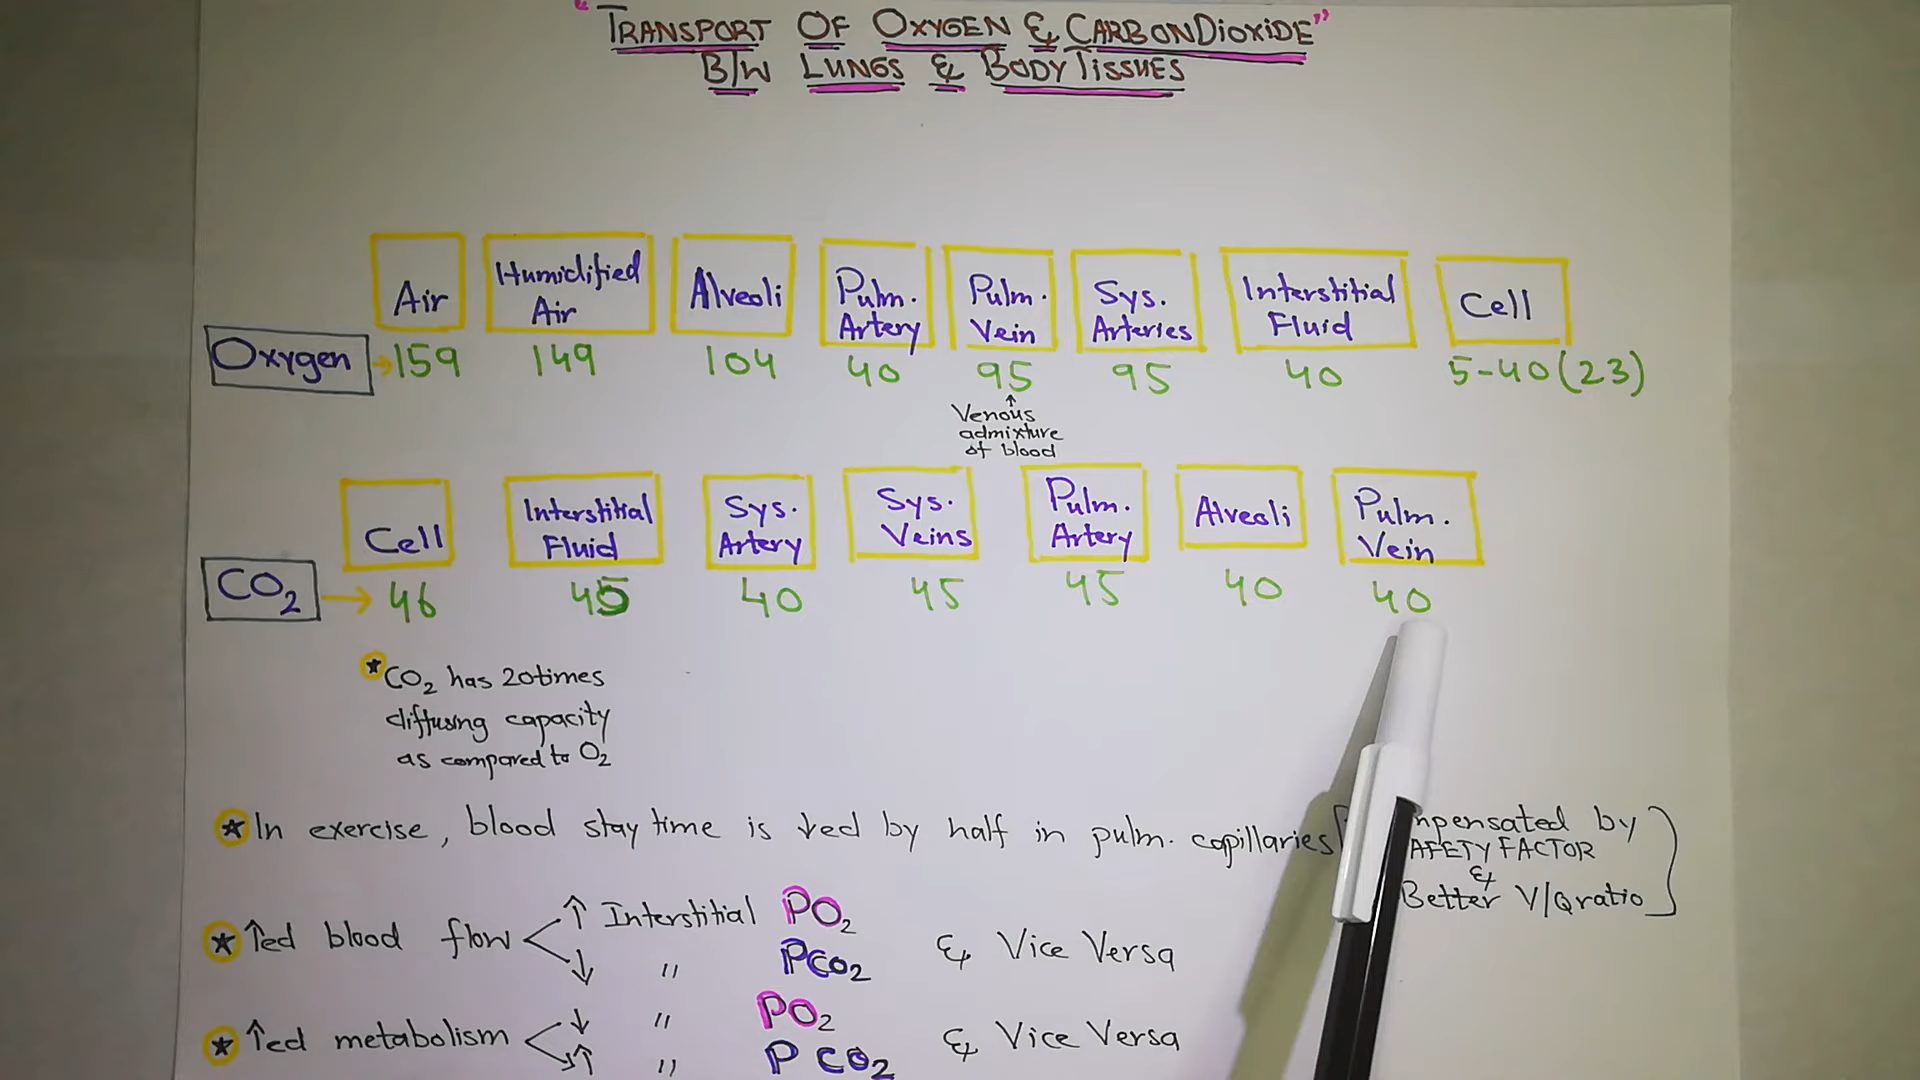 "TRANSPORT OF OXYGEN & CARBONDIOXIDE"
B/W LUNGS & BODY TISSUES
Air
Humidified
Air
Alveoli
Pulm.
Artery
Pulm.
Vein
Sys.
Arteries
Interstitial
Fluid
Cell
Oxygen → 159 149 104 40 95 95 40 5-40(23)
↑
Venous
admixture
of blood
Cell
Interstitial
Fluid
Sys.
Artery
Sys.
Veins
Pulm.
Artery
Alveoli
Pulm.
Vein
CO2 → 46 45 40 45 45 40 40
* CO2 has 20times
diffusing capacity
as compared to O2
★ In exercise, blood stay time is ↓ed by half in pulm. capillaries [ mpensated by
AFETY FACTOR
&
Better V/Q ratio ]
★ ↑ed blood flow < ↑ Interstitial PO2
↓ " PCO2 & Vice Versa
★ ↑ed metabolism < ↓ " PO2
↑ " PCO2 & Vice Versa